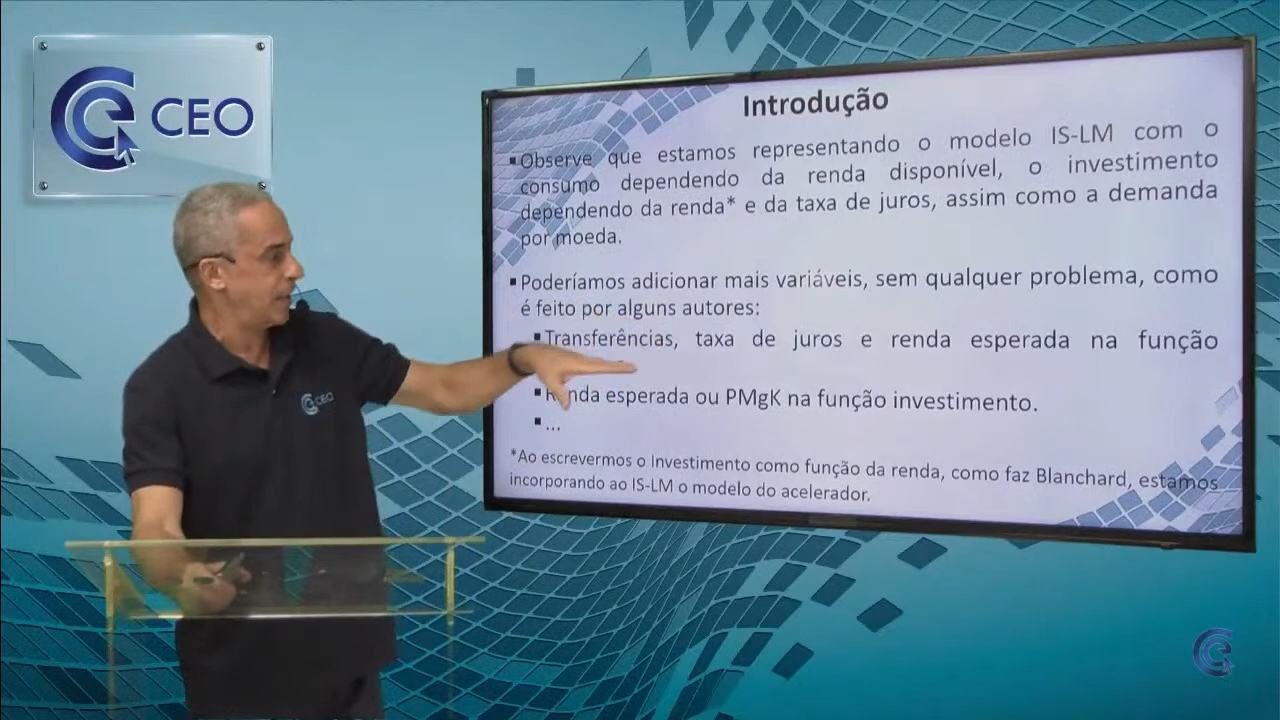 CEO
Introdução
▪Observe que estamos representando o modelo IS-LM com o
consumo dependendo da renda disponível, o investimento
dependendo da renda* e da taxa de juros, assim como a demanda
por moeda.
▪Poderíamos adicionar mais variáveis, sem qualquer problema, como
é feito por alguns autores:
▪Transferências, taxa de juros e renda esperada na função
▪Renda esperada ou PMgK na função investimento.
▪...
*Ao escrevermos o Investimento como função da renda, como faz Blanchard, estamos
incorporando ao IS-LM o modelo do acelerador.
CEO